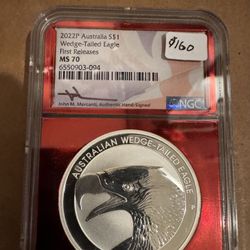 2022P Australia S$1
Wedge-Tailed Eagle
First Releases
MS 70
6550903-094
$160
John M. Mercanti, Authentic Hand-Signed
NGC
AUSTRALIAN WEDGE-TAILED EAGLE